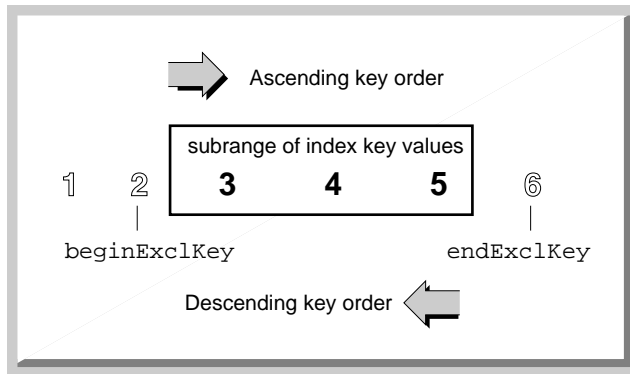 Ascending key order
subrange of index key values
1 2 3 4 5 6
beginExclKey endExclKey
Descending key order